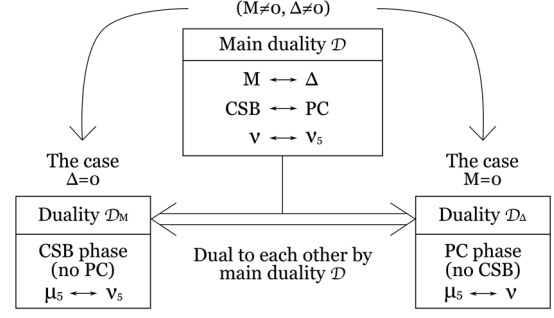 (M≠0, Δ≠0)
Main duality 𝒟
M ↔ Δ
CSB ↔ PC
ν ↔ ν₅
The case
Δ=0
The case
M=0
Duality 𝒟ₘ
CSB phase
(no PC)
μ₅ ↔ ν₅
Dual to each other by
main duality 𝒟
Duality 𝒟Δ
PC phase
(no CSB)
μ₅ ↔ ν